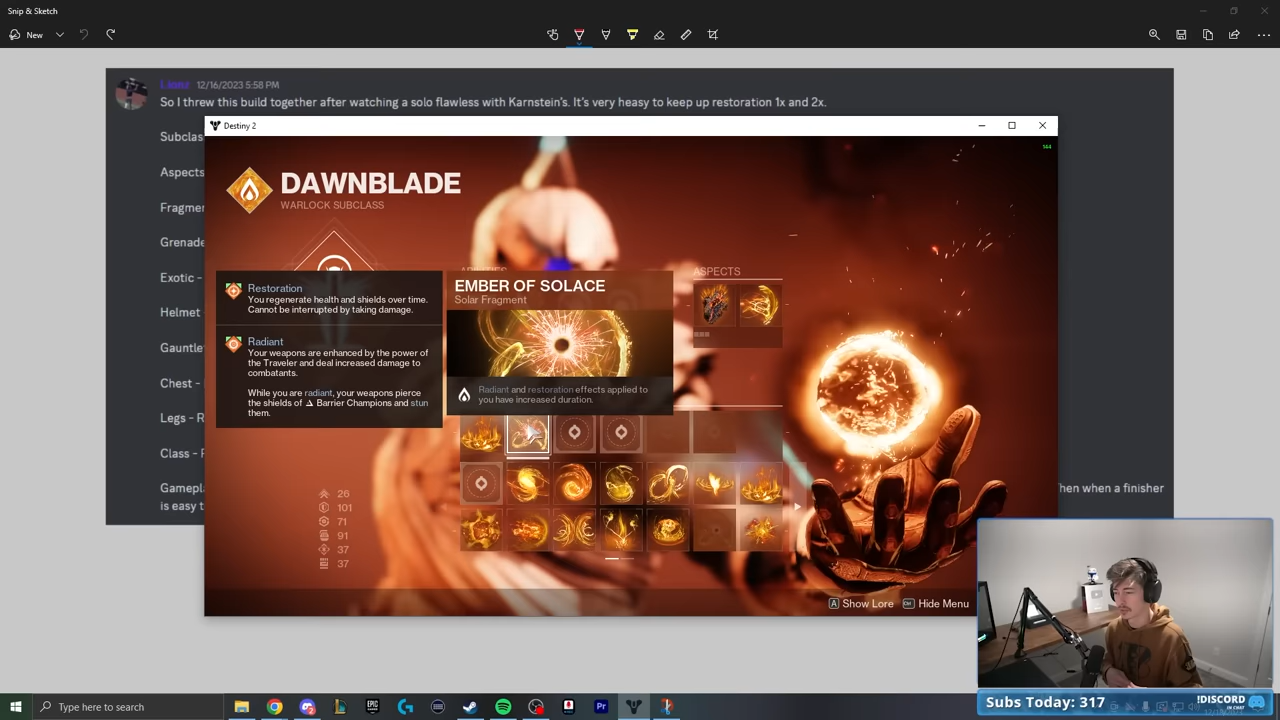 Snip & Sketch
New
12/16/2023 5:58 PM
So I threw this build together after watching a solo flawless with Karnstein's. It's very heasy to keep up restoration 1x and 2x.
Destiny 2
144
DAWNBLADE
WARLOCK SUBCLASS
Aspects
Grenade
Exotic -
Helmet -
Chest -
Restoration
You regenerate health and shields over time.
Cannot be interrupted by taking damage.
Radiant
Your weapons are enhanced by the power of
the Traveler and deal increased damage to
combatants.
While you are radiant, your weapons pierce
the shields of Barrier Champions and stun
them.
EMBER OF SOLACE
Solar Fragment
Radiant and restoration effects applied to
you have increased duration.
ASPECTS
26
101
71
91
37
37
hen when a finisher
is easy t
Show Lore
Hide Menu
Type here to search
Subs Today: 317
!DISCORD
IN CHAT